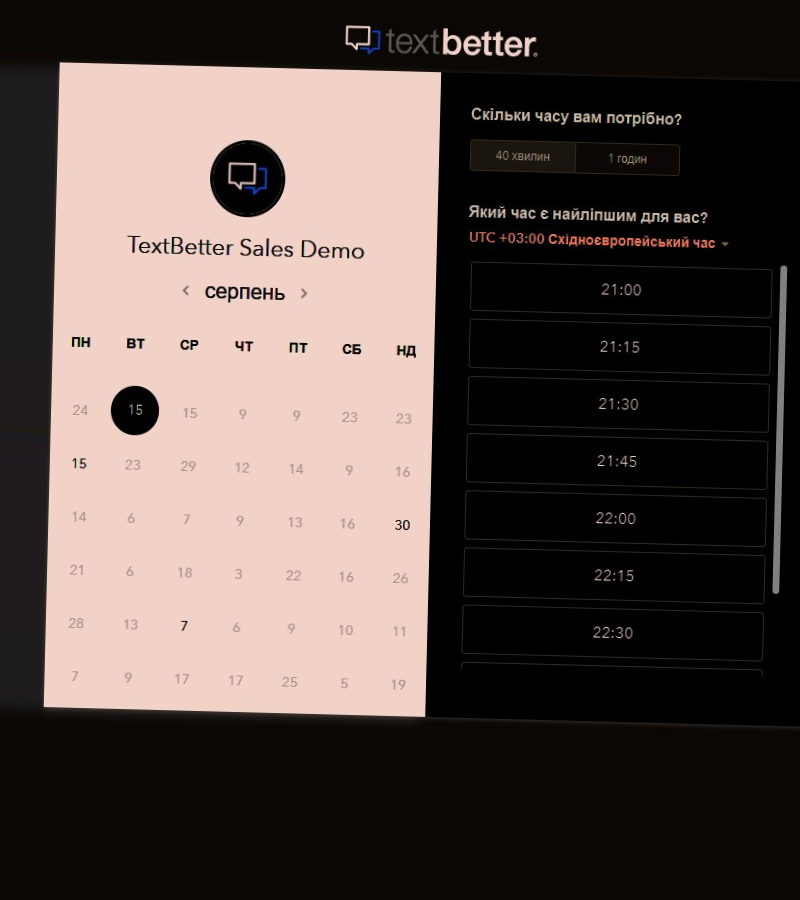 textbetter.
TextBetter Sales Demo
серпень
ПН ВТ СР ЧТ ПТ СБ НД
24 15 15 9 9 23 23
15 23 29 12 14 9 16
14 6 7 9 13 16 30
21 6 18 3 22 16 26
28 13 7 6 9 10 11
7 9 17 17 25 5 19
Скільки часу вам потрібно?
40 хвилин 1 годин
Який час є найліпшим для вас?
UTC +03:00 Східноєвропейський час
21:00
21:15
21:30
21:45
22:00
22:15
22:30